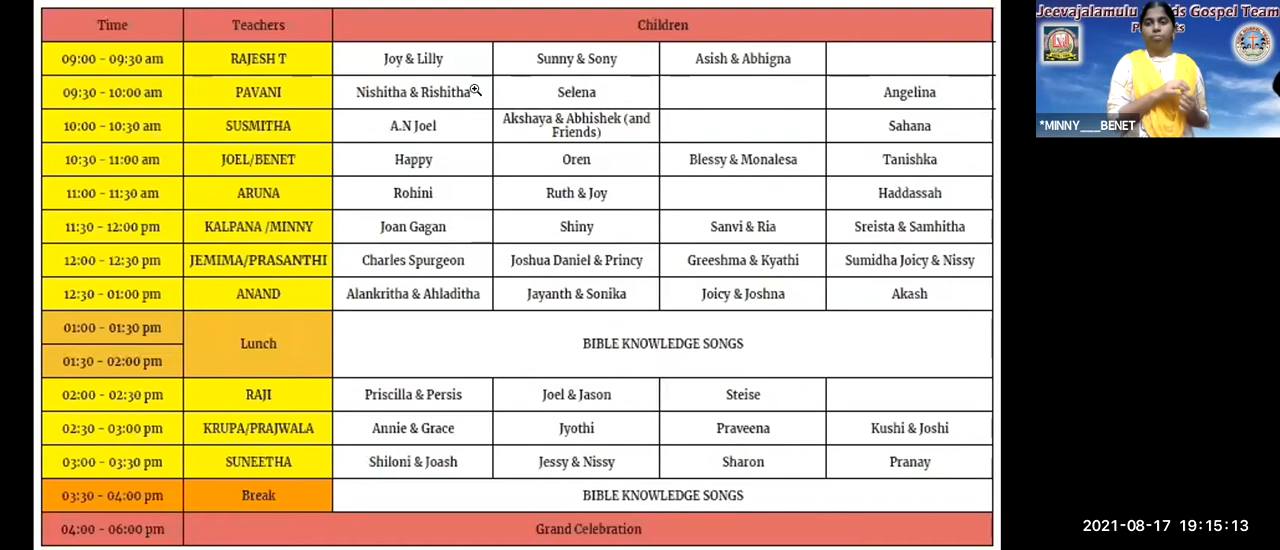 Time Teachers Children
09:00 - 09:30 am RAJESH T Joy & Lilly Sunny & Sony Asish & Abhigna
09:30 - 10:00 am PAVANI Nishitha & Rishitha Selena Angelina
10:00 - 10:30 am SUSMITHA A.N Joel Akshaya & Abhishek (and Friends) Sahana
10:30 - 11:00 am JOEL/BENET Happy Oren Blessy & Monalesa Tanishka
11:00 - 11:30 am ARUNA Rohini Ruth & Joy Haddassah
11:30 - 12:00 pm KALPANA /MINNY Joan Gagan Shiny Sanvi & Ria Sreista & Samhitha
12:00 - 12:30 pm JEMIMA/PRASANTHI Charles Spurgeon Joshua Daniel & Princy Greeshma & Kyathi Sumidha Joicy & Nissy
12:30 - 01:00 pm ANAND Alankritha & Ahladitha Jayanth & Sonika Joicy & Joshna Akash
01:00 - 01:30 pm
Lunch BIBLE KNOWLEDGE SONGS
01:30 - 02:00 pm
02:00 - 02:30 pm RAJI Priscilla & Persis Joel & Jason Steise
02:30 - 03:00 pm KRUPA/PRAJWALA Annie & Grace Jyothi Praveena Kushi & Joshi
03:00 - 03:30 pm SUNEETHA Shiloni & Joash Jessy & Nissy Sharon Pranay
03:30 - 04:00 pm Break BIBLE KNOWLEDGE SONGS
04:00 - 06:00 pm Grand Celebration
Jeevajalamulu Gospel Team
*MINNY___BENET
2021-08-17 19:15:13